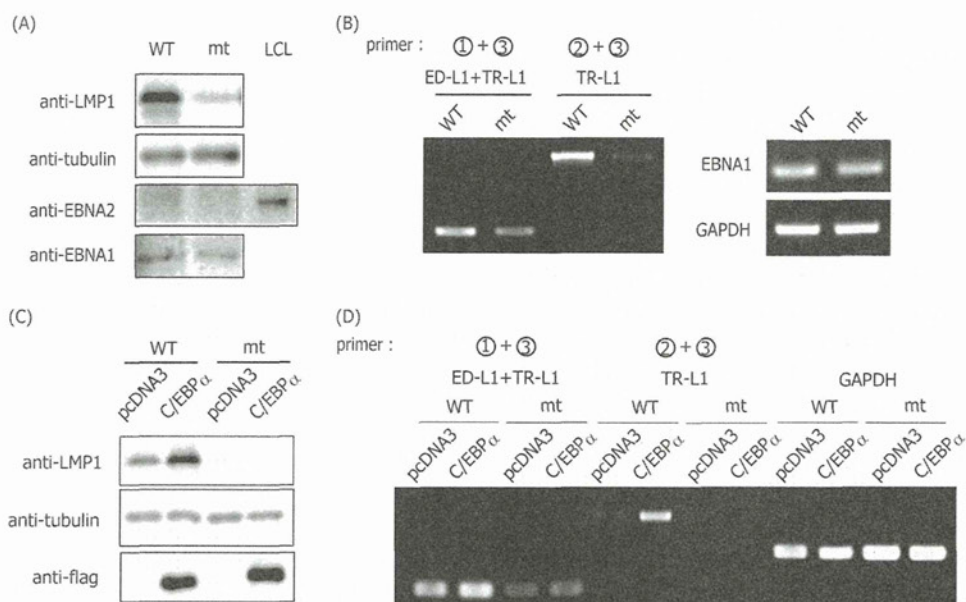 (A)
WT mt LCL
anti-LMP1
anti-tubulin
anti-EBNA2
anti-EBNA1
(B)
primer : ①+③ ②+③
ED-L1+TR-L1 TR-L1
WT mt WT mt
WT mt
EBNA1
GAPDH
(C)
WT mt
pcDNA3 C/EBPα pcDNA3 C/EBPα
anti-LMP1
anti-tubulin
anti-flag
(D)
primer : ①+③ ②+③
ED-L1+TR-L1 TR-L1 GAPDH
WT mt WT mt WT mt
pcDNA3 C/EBPα pcDNA3 C/EBPα pcDNA3 C/EBPα pcDNA3 C/EBPα pcDNA3 C/EBPα pcDNA3 C/EBPα